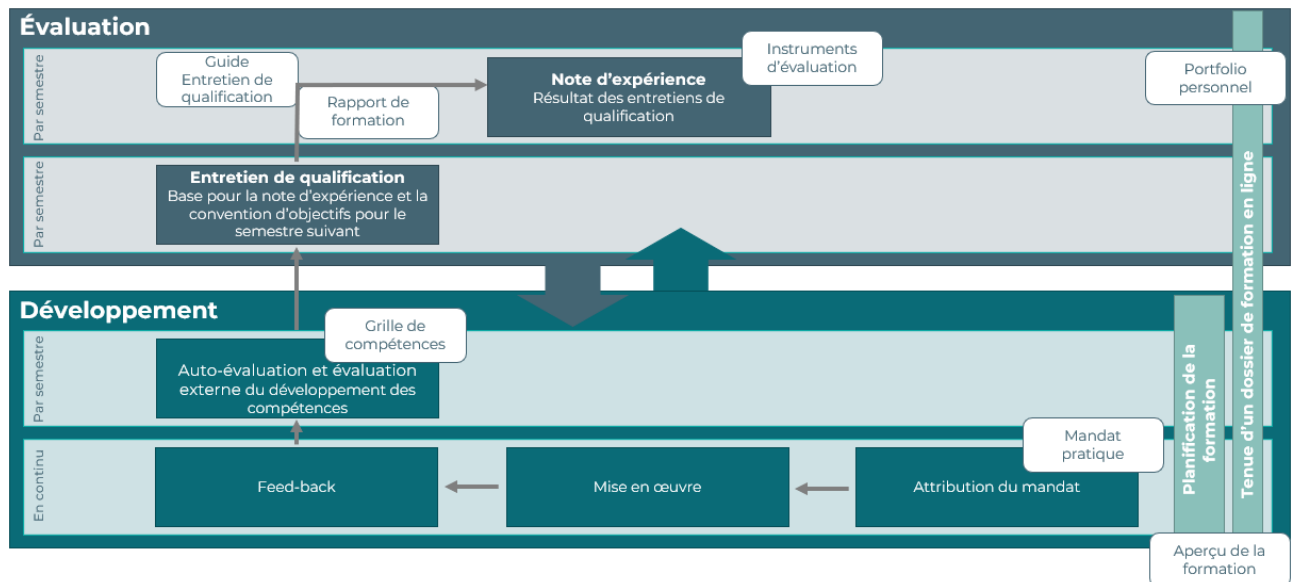 Évaluation
Par semestre
Guide
Entretien de
qualification
Rapport de
formation
Note d'expérience
Résultat des entretiens de
qualification
Instruments
d'évaluation
Portfolio
personnel
Par semestre
Entretien de qualification
Base pour la note d'expérience et la
convention d'objectifs pour le
semestre suivant
Tenue d'un dossier de formation en ligne
Développement
Par semestre
Grille de
compétences
Auto-évaluation et évaluation
externe du développement des
compétences
Planification de la
formation
En continu
Feed-back
Mise en œuvre
Mandat
pratique
Attribution du mandat
Aperçu de la
formation